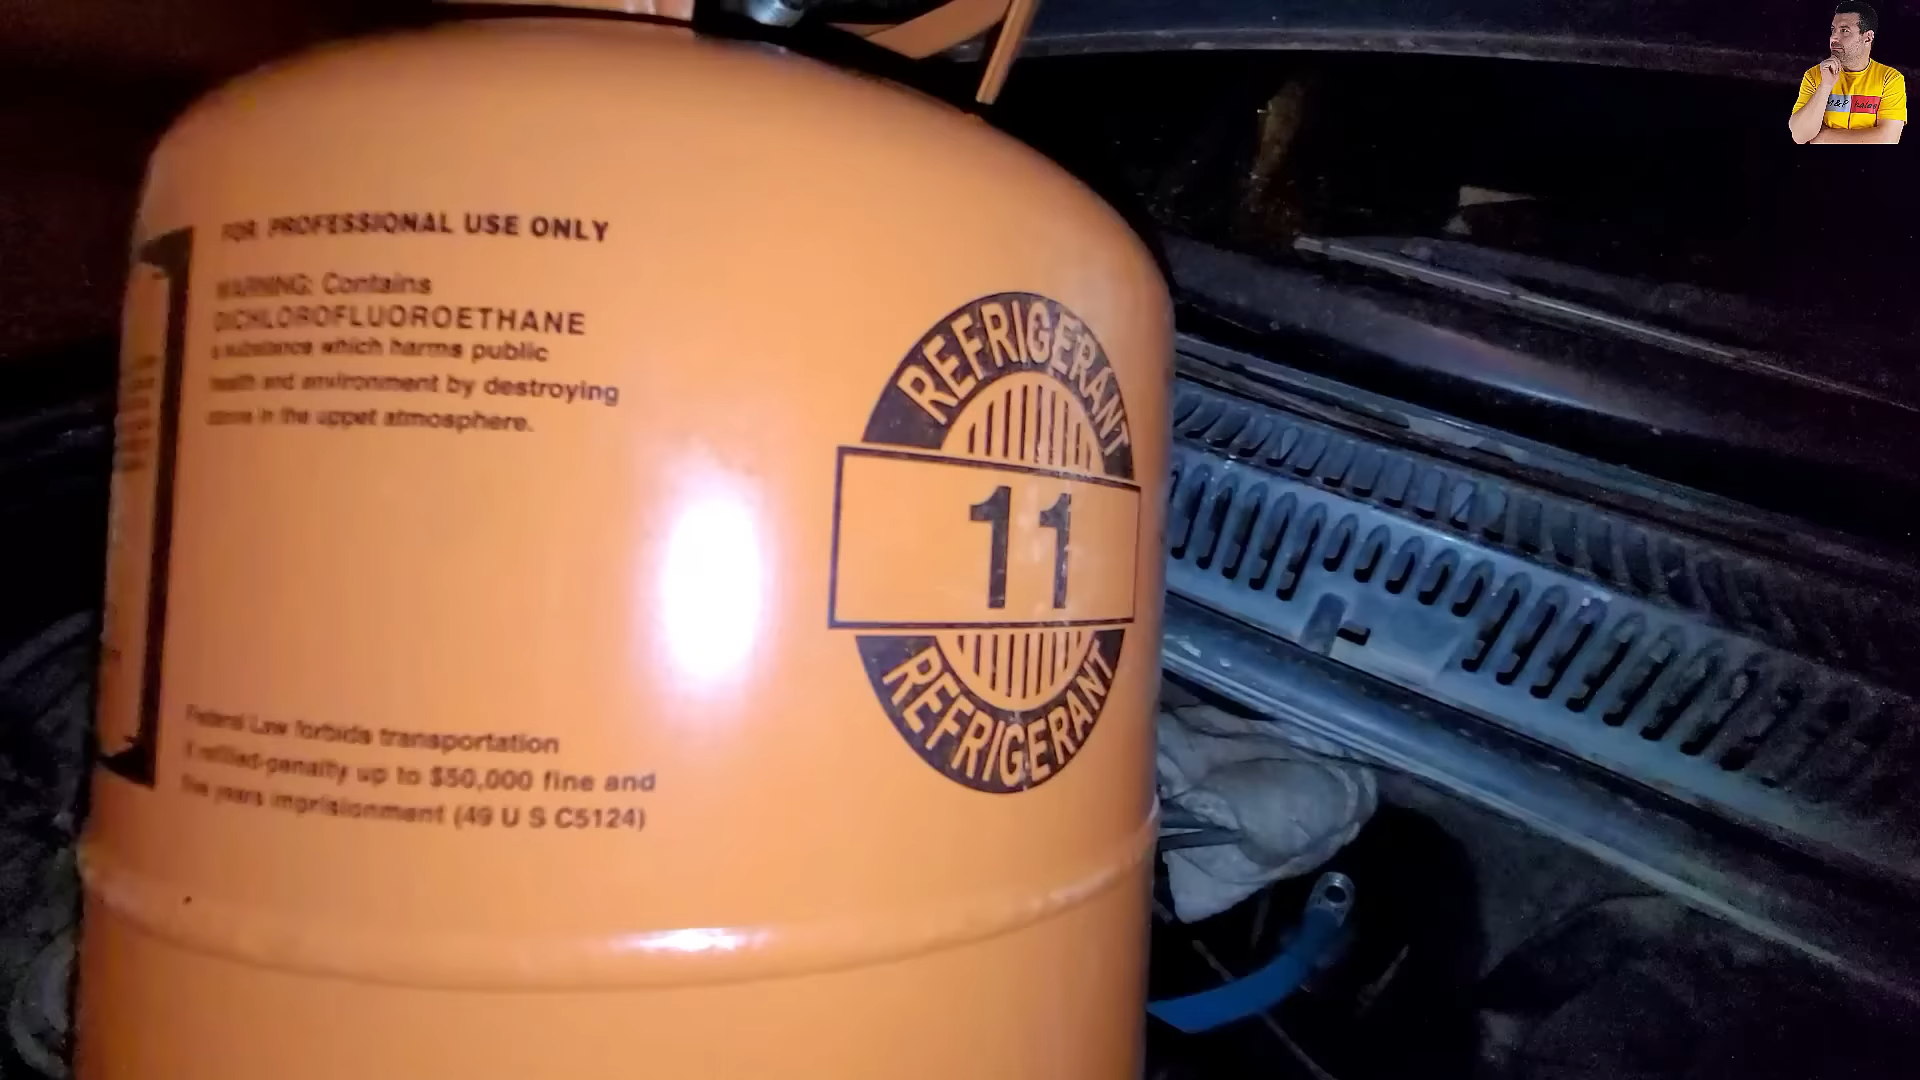 FOR PROFESSIONAL USE ONLY
WARNING: Contains
DICHLOROFLUOROETHANE
a substance which harms public
health and environment by destroying
in the uppet atmosphere.
Federal Law forbids transportation
if refilled-penalty up to $50,000 fine and
five years imprisionment (49 U S C5124)
REFRIGERANT
11
REFRIGERANT